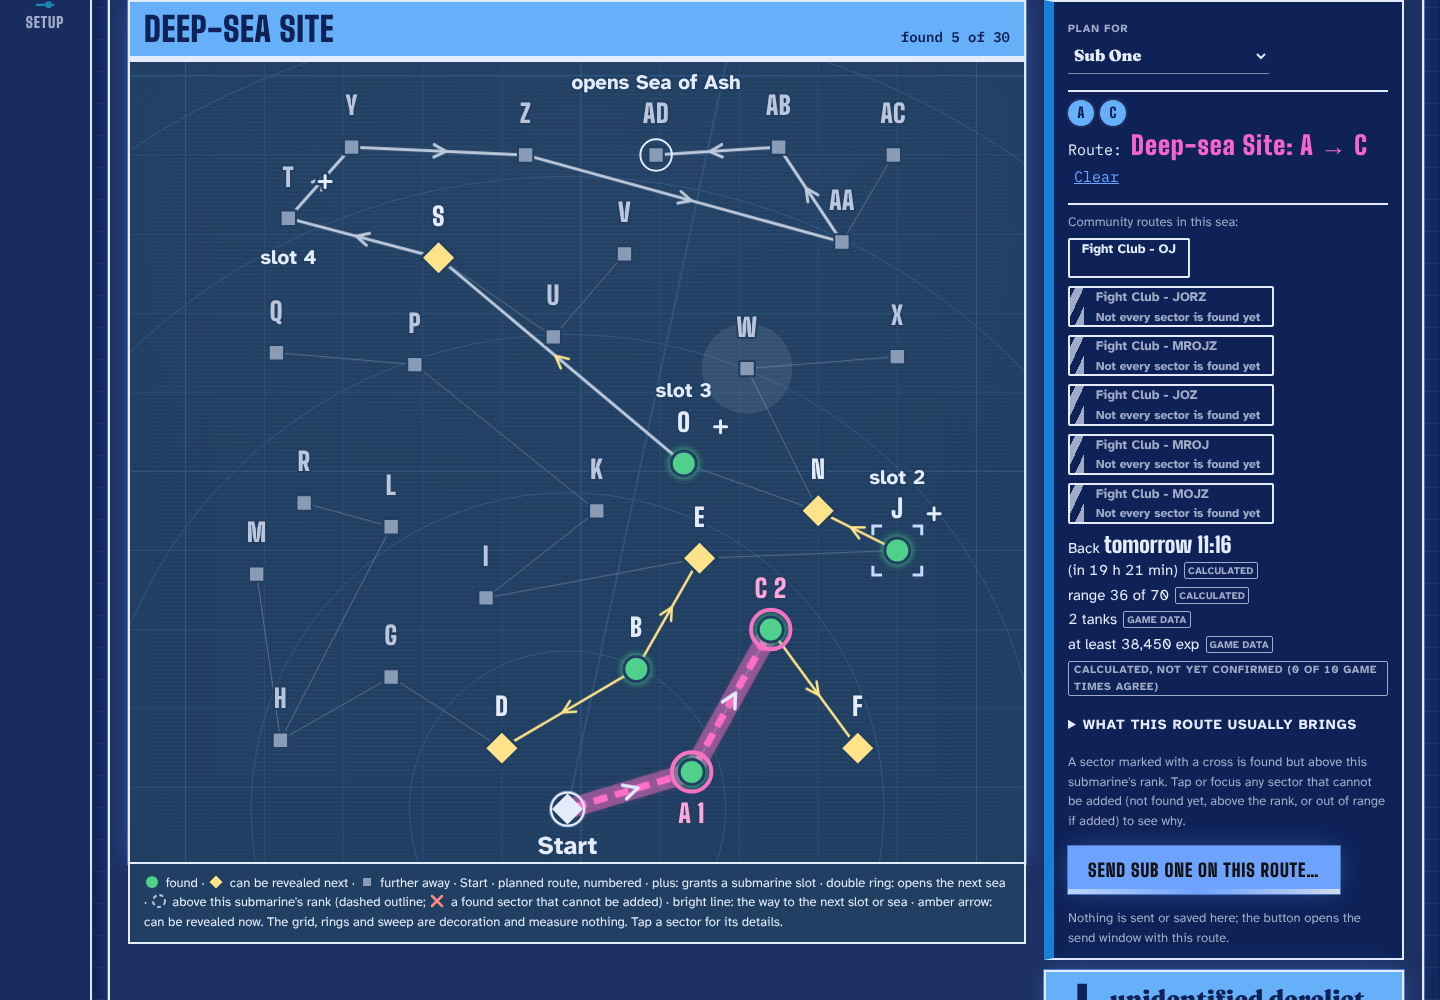 SETUP
DEEP-SEA SITE
found 5 of 30
opens Sea of Ash
Y
Z
AD
AB
AC
T
S
V
AA
slot 4
Q
P
U
W
X
slot 3
O
R
L
K
N
slot 2
J
M
E
I
C 2
G
B
H
D
F
A 1
Start
found · can be revealed next · further away · Start · planned route, numbered · plus: grants a submarine slot · double ring: opens the next sea
· above this submarine's rank (dashed outline; ❌ a found sector that cannot be added) · bright line: the way to the next slot or sea · amber arrow:
can be revealed now. The grid, rings and sweep are decoration and measure nothing. Tap a sector for its details.
PLAN FOR
Sub One
A C
Route: Deep-sea Site: A → C
Clear
Community routes in this sea:
Fight Club - OJ
Fight Club - JORZ
Not every sector is found yet
Fight Club - MROJZ
Not every sector is found yet
Fight Club - JOZ
Not every sector is found yet
Fight Club - MROJ
Not every sector is found yet
Fight Club - MOJZ
Not every sector is found yet
Back tomorrow 11:16
(in 19 h 21 min) CALCULATED
range 36 of 70 CALCULATED
2 tanks GAME DATA
at least 38,450 exp GAME DATA
CALCULATED, NOT YET CONFIRMED (0 OF 10 GAME
TIMES AGREE)
▶ WHAT THIS ROUTE USUALLY BRINGS
A sector marked with a cross is found but above this
submarine's rank. Tap or focus any sector that cannot
be added (not found yet, above the rank, or out of range
if added) to see why.
SEND SUB ONE ON THIS ROUTE…
Nothing is sent or saved here; the button opens the
send window with this route.
unidentified derelict